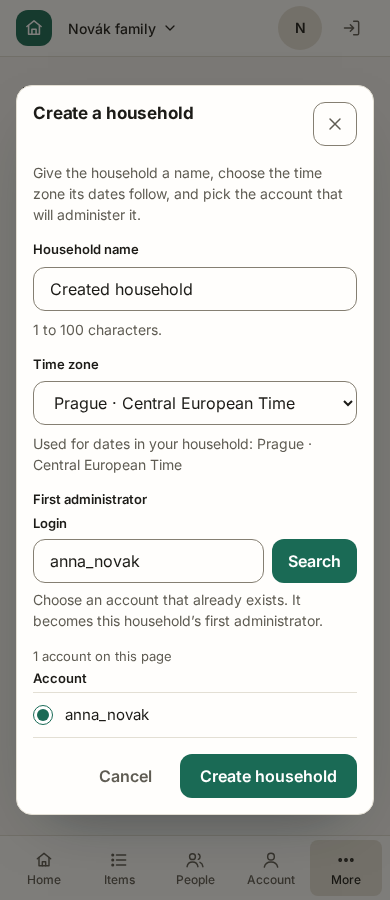 Novák family
N
Create a household
Give the household a name, choose the time
zone its dates follow, and pick the account that
will administer it.
Household name
Created household
1 to 100 characters.
Time zone
Prague · Central European Time
Used for dates in your household: Prague ·
Central European Time
First administrator
Login
anna_novak
Search
Choose an account that already exists. It
becomes this household’s first administrator.
1 account on this page
Account
anna_novak
Cancel
Create household
Home
Items
People
Account
More